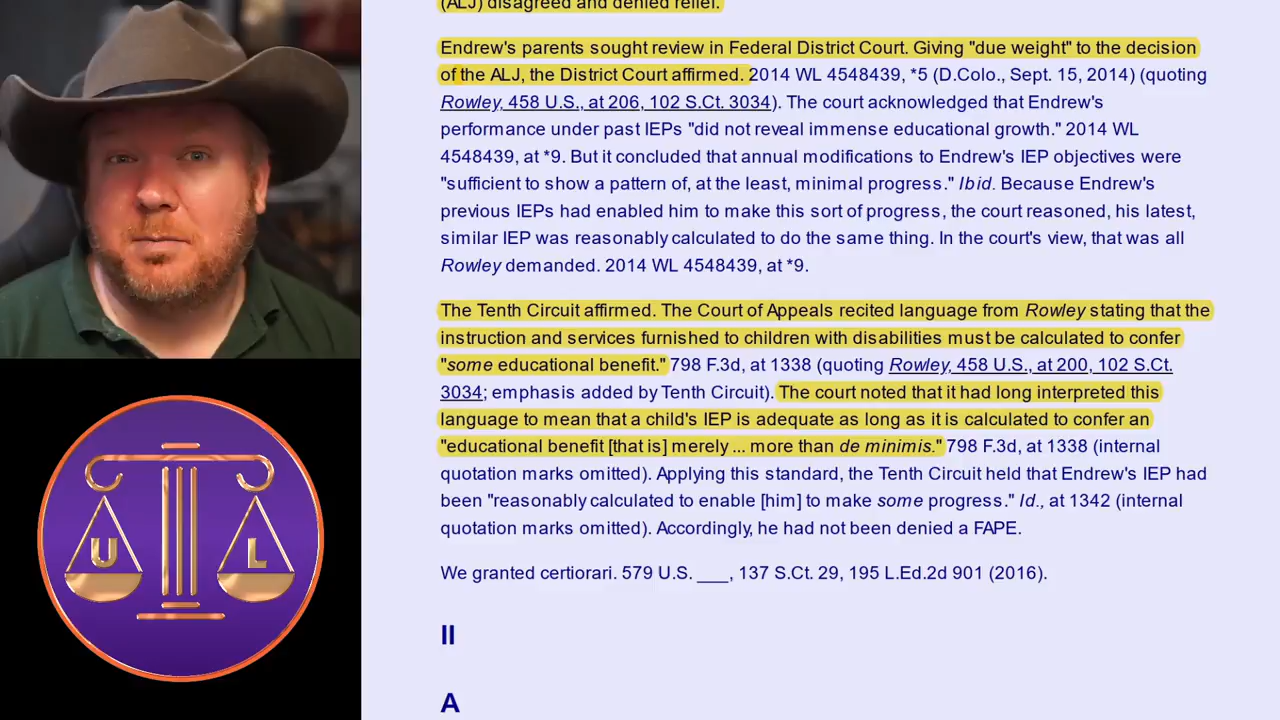 (ALJ) disagreed and denied relief.
Endrew's parents sought review in Federal District Court. Giving "due weight" to the decision
of the ALJ, the District Court affirmed. 2014 WL 4548439, *5 (D.Colo., Sept. 15, 2014) (quoting
Rowley, 458 U.S., at 206, 102 S.Ct. 3034). The court acknowledged that Endrew's
performance under past IEPs "did not reveal immense educational growth." 2014 WL
4548439, at *9. But it concluded that annual modifications to Endrew's IEP objectives were
"sufficient to show a pattern of, at the least, minimal progress." Ibid. Because Endrew's
previous IEPs had enabled him to make this sort of progress, the court reasoned, his latest,
similar IEP was reasonably calculated to do the same thing. In the court's view, that was all
Rowley demanded. 2014 WL 4548439, at *9.
The Tenth Circuit affirmed. The Court of Appeals recited language from Rowley stating that the
instruction and services furnished to children with disabilities must be calculated to confer
"some educational benefit." 798 F.3d, at 1338 (quoting Rowley, 458 U.S., at 200, 102 S.Ct.
3034; emphasis added by Tenth Circuit). The court noted that it had long interpreted this
language to mean that a child's IEP is adequate as long as it is calculated to confer an
"educational benefit [that is] merely ... more than de minimis." 798 F.3d, at 1338 (internal
quotation marks omitted). Applying this standard, the Tenth Circuit held that Endrew's IEP had
been "reasonably calculated to enable [him] to make some progress." Id., at 1342 (internal
quotation marks omitted). Accordingly, he had not been denied a FAPE.
We granted certiorari. 579 U.S. ___, 137 S.Ct. 29, 195 L.Ed.2d 901 (2016).
II
A
U L